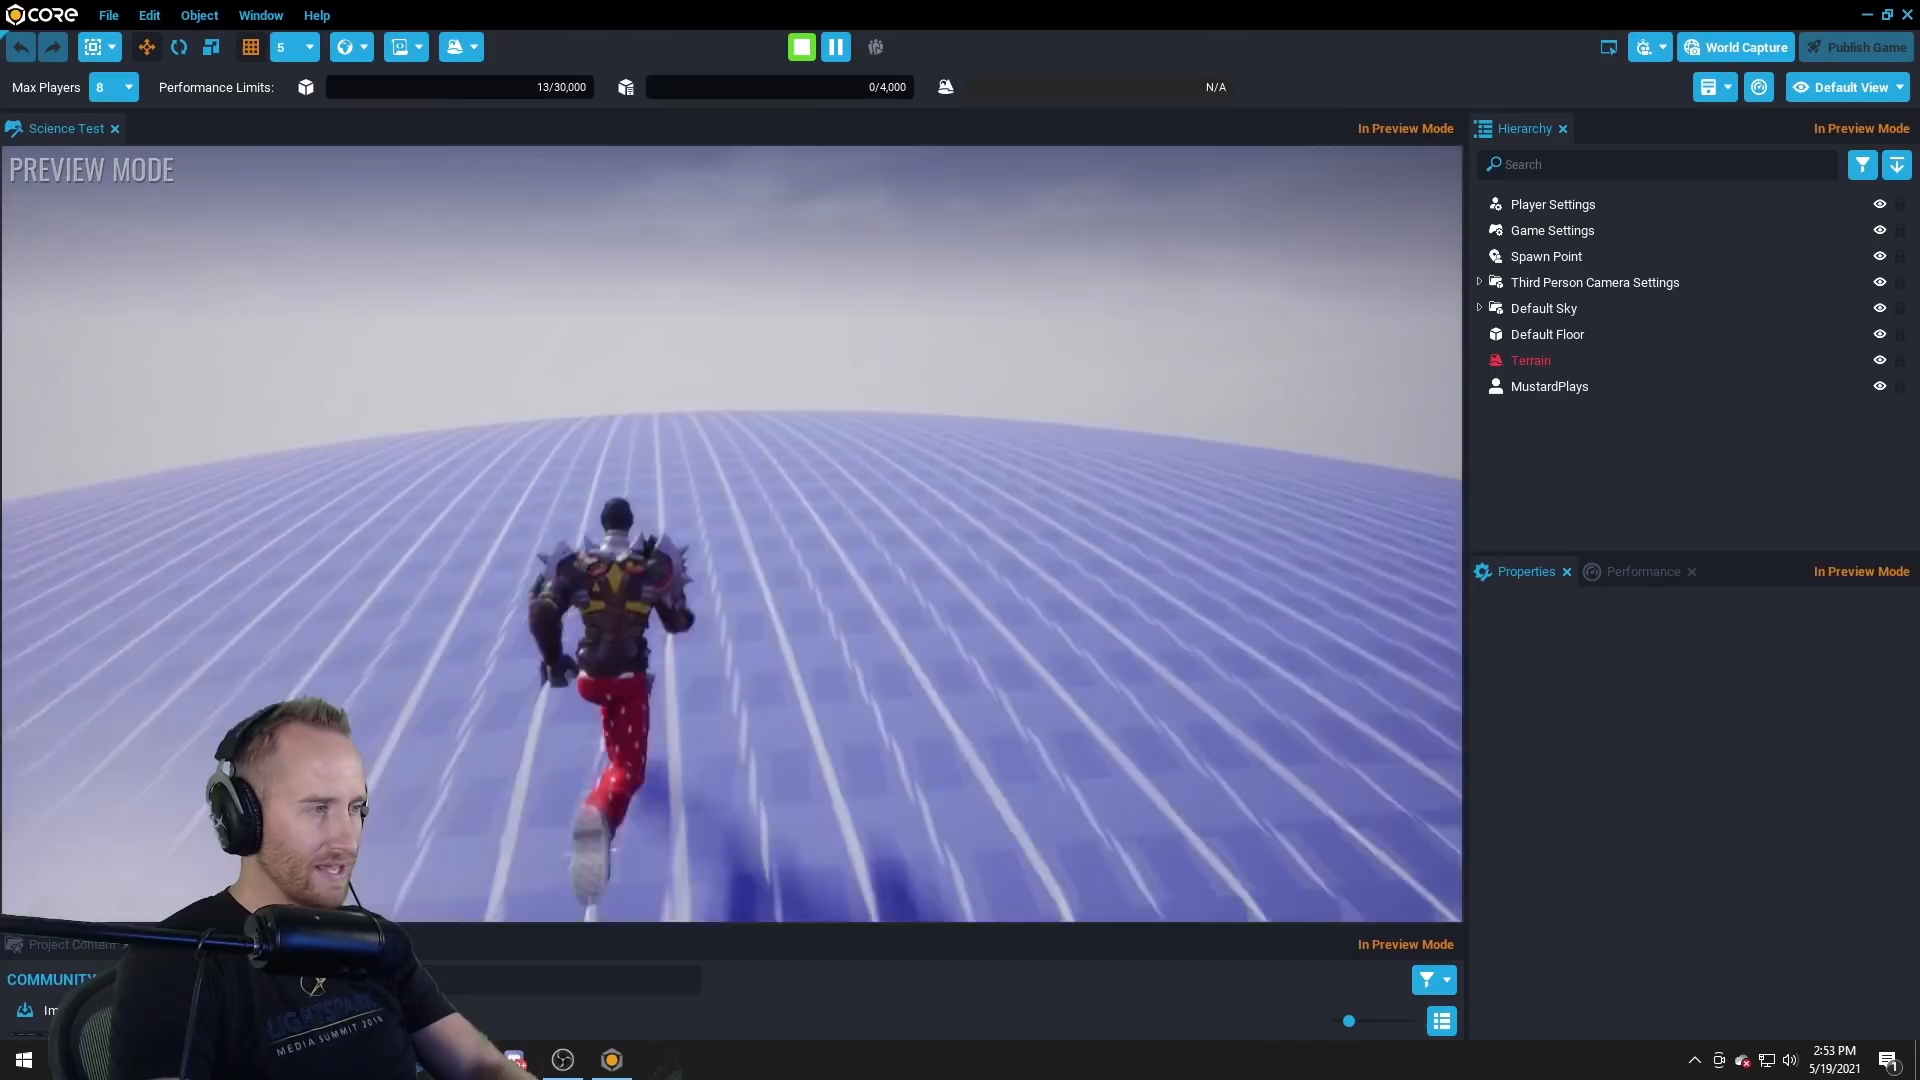 CORE
File Edit Object Window Help
5
World Capture
Publish Game
Max Players 8 Performance Limits: 13/30,000 0/4,000 N/A
Default View
Science Test
In Preview Mode
Hierarchy
In Preview Mode
PREVIEW MODE
Search
Player Settings
Game Settings
Spawn Point
Third Person Camera Settings
Default Sky
Default Floor
Terrain
MustardPlays
Properties
Performance
In Preview Mode
Project Content
In Preview Mode
COMMUNITY
LIGHTSPARK
MEDIA SUMMIT 2018
2:53 PM
5/19/2021
1